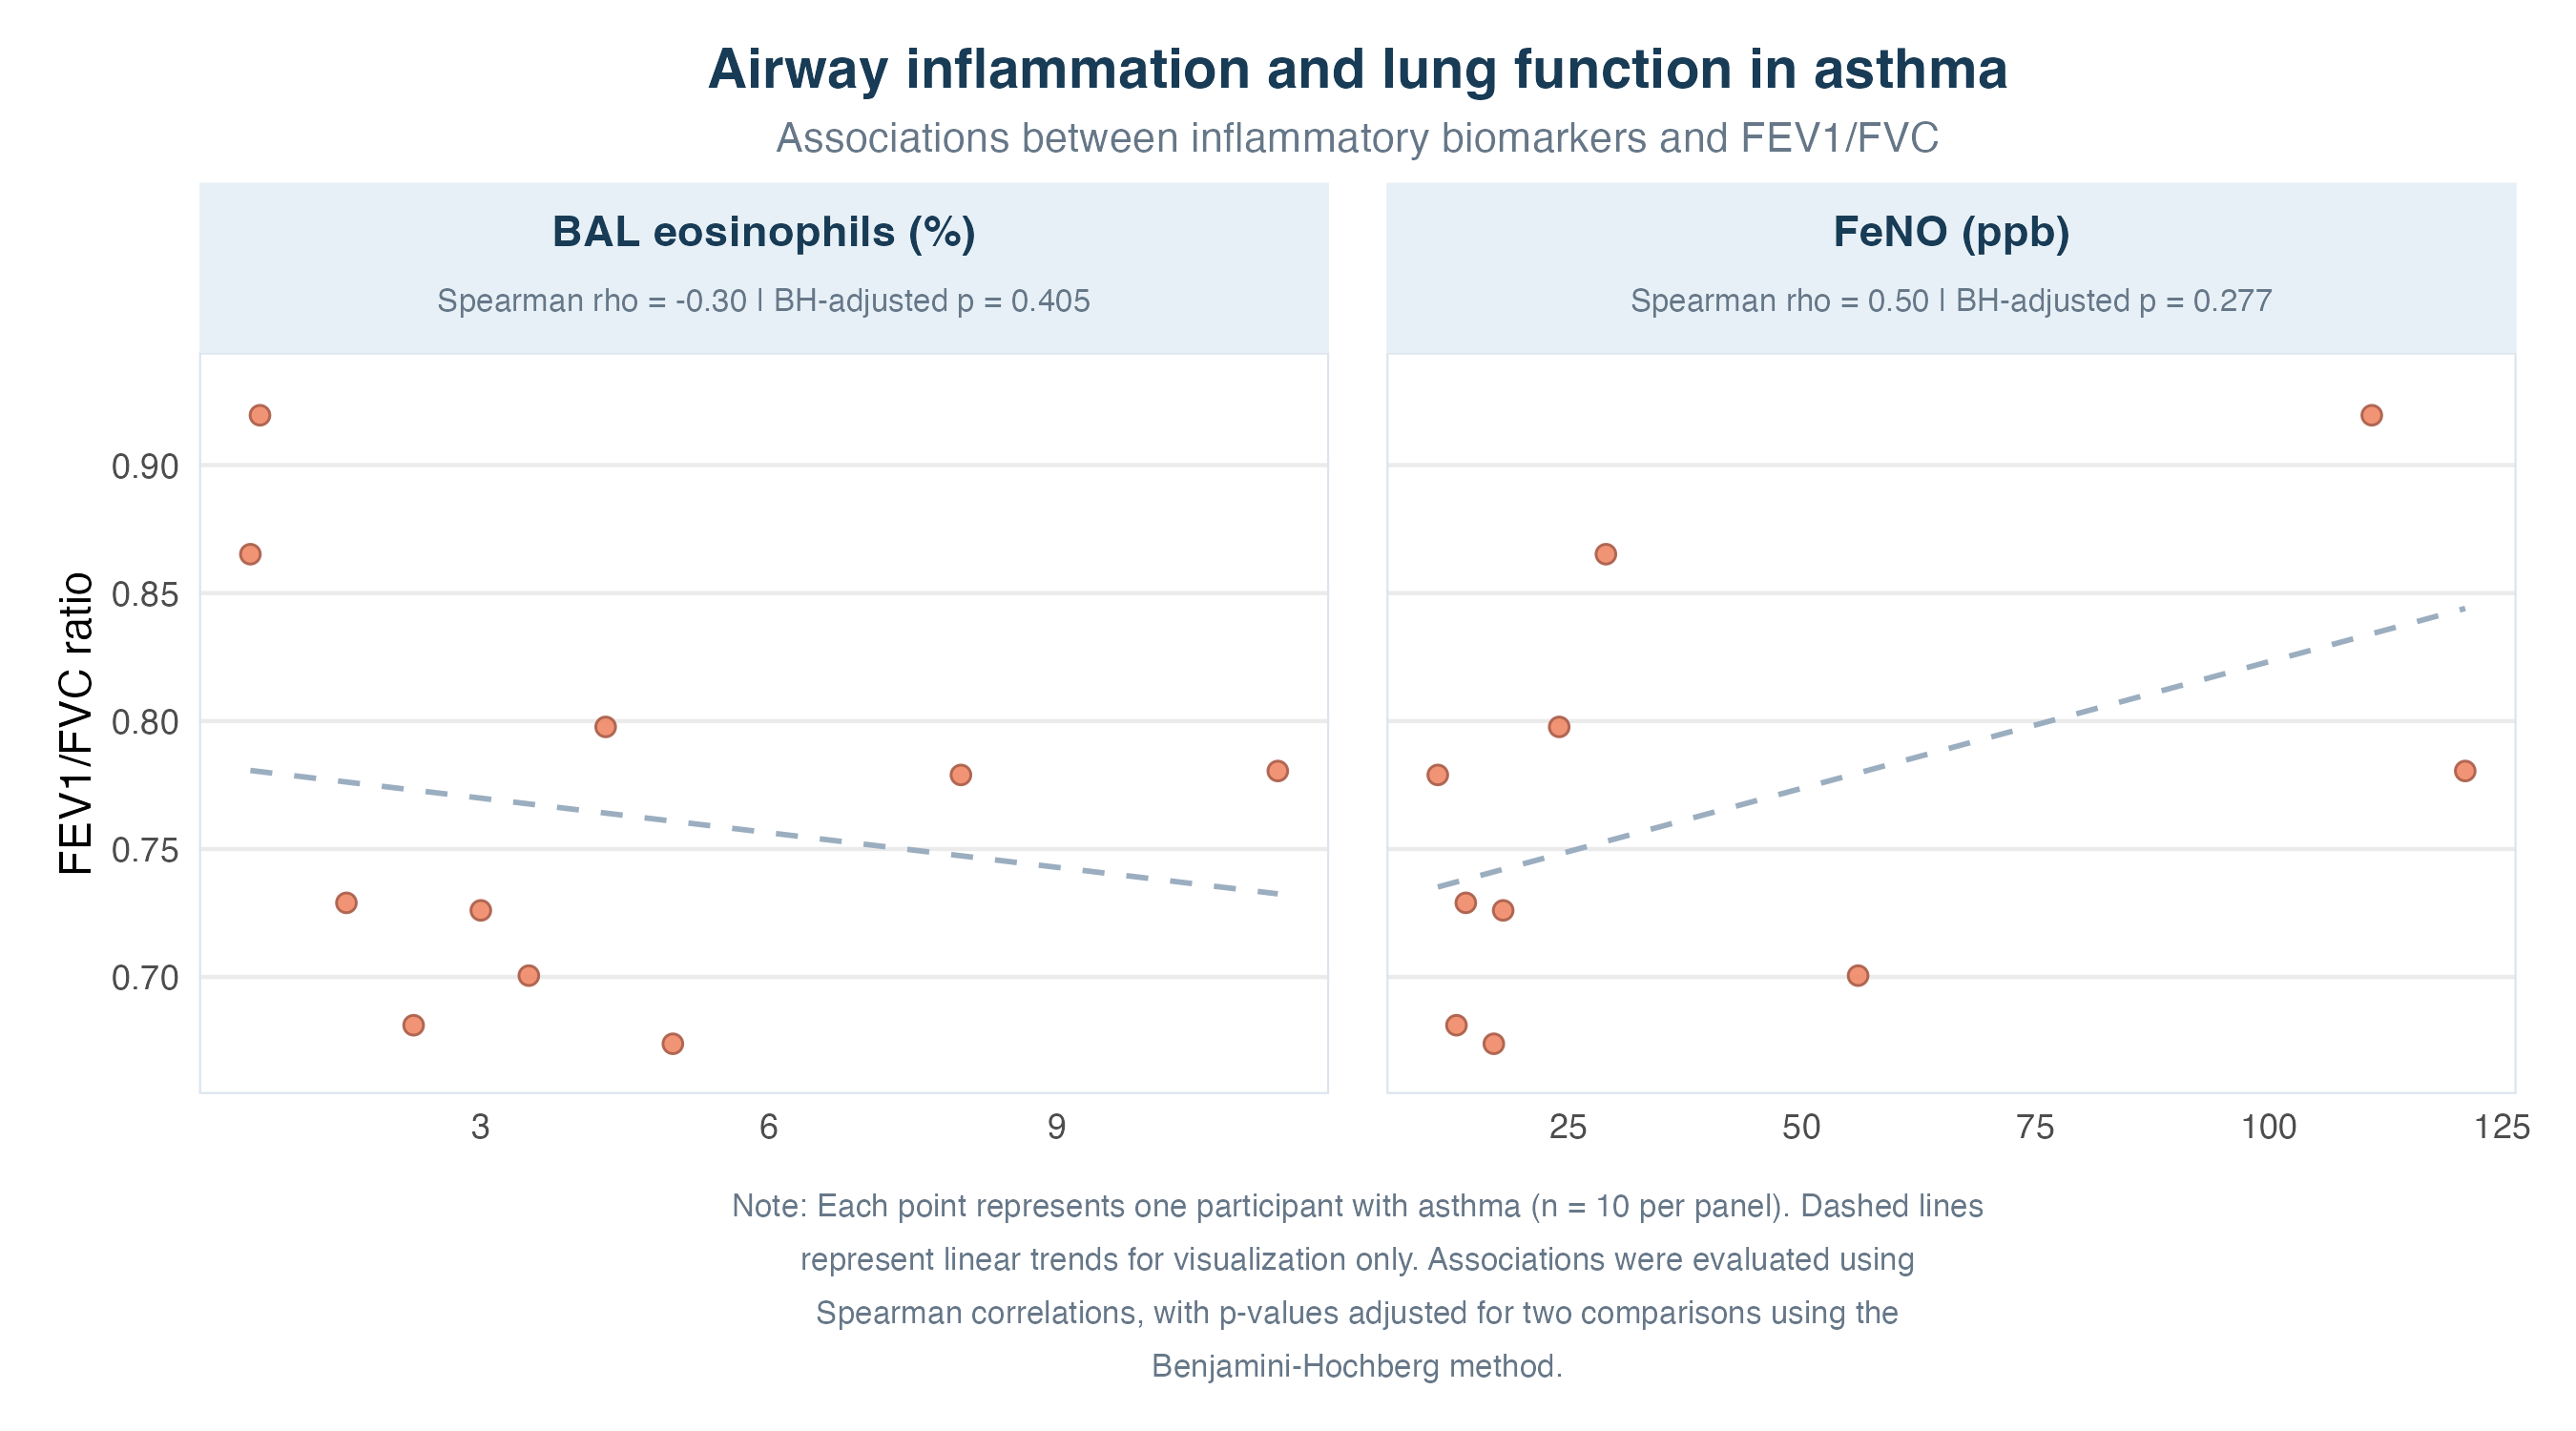 Airway inflammation and lung function in asthma
Associations between inflammatory biomarkers and FEV1/FVC
BAL eosinophils (%)
Spearman rho = -0.30 | BH-adjusted p = 0.405
FeNO (ppb)
Spearman rho = 0.50 | BH-adjusted p = 0.277
FEV1/FVC ratio
0.90
0.85
0.80
0.75
0.70
3
6
9
25
50
75
100
125
Note: Each point represents one participant with asthma (n = 10 per panel). Dashed lines
represent linear trends for visualization only. Associations were evaluated using
Spearman correlations, with p-values adjusted for two comparisons using the
Benjamini-Hochberg method.